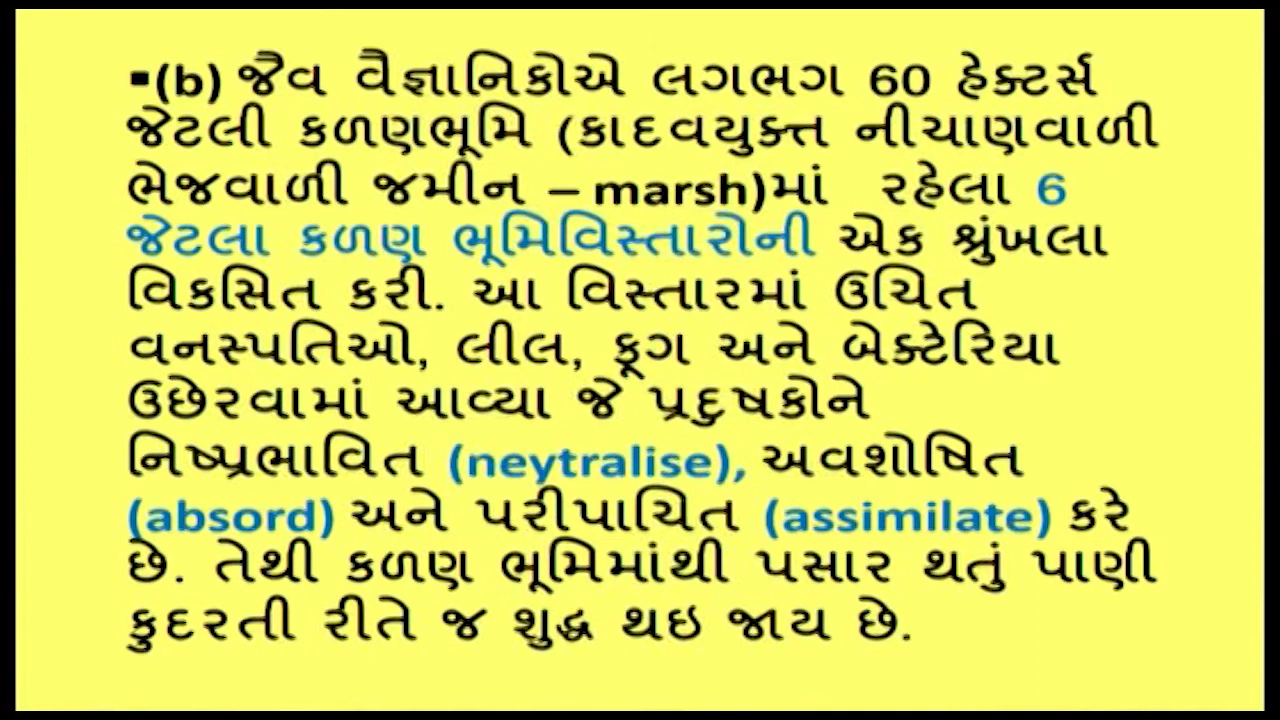 ▪(b) જૈવ વૈજ્ઞાનિકોએ લગભગ 60 હેક્ટર્સ
જેટલી કળણભૂમિ (કાદવયુક્ત નીચાણવાળી
ભેજવાળી જમીન – marsh)માં રહેલા 6
જેટલા કળણ ભૂમિવિસ્તારોની એક શ્રુંખલા
વિકસિત કરી. આ વિસ્તારમાં ઉચિત
વનસ્પતિઓ, લીલ, ફૂગ અને બેક્ટેરિયા
ઉછેરવામાં આવ્યા જે પ્રદુષકોને
નિષ્પ્રભાવિત (neytralise), અવશોષિત
(absord) અને પરીપાચિત (assimilate) કરે
છે. તેથી કળણ ભૂમિમાંથી પસાર થતું પાણી
કુદરતી રીતે જ શુદ્ધ થઇ જાય છે.